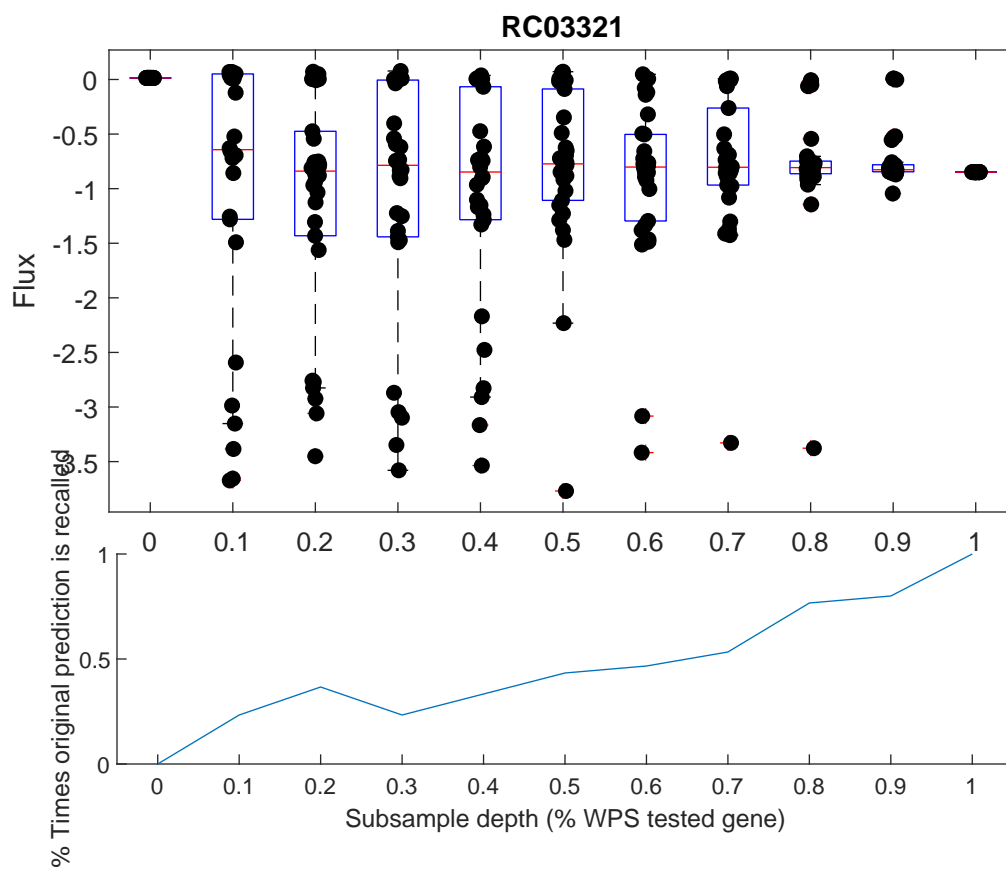 RC03321
Flux
0
-0.5
-1
-1.5
-2
-2.5
-3
-3.5
0 0.1 0.2 0.3 0.4 0.5 0.6 0.7 0.8 0.9 1
% Times original prediction is recalled
1
0.5
0
0 0.1 0.2 0.3 0.4 0.5 0.6 0.7 0.8 0.9 1
Subsample depth (% WPS tested gene)